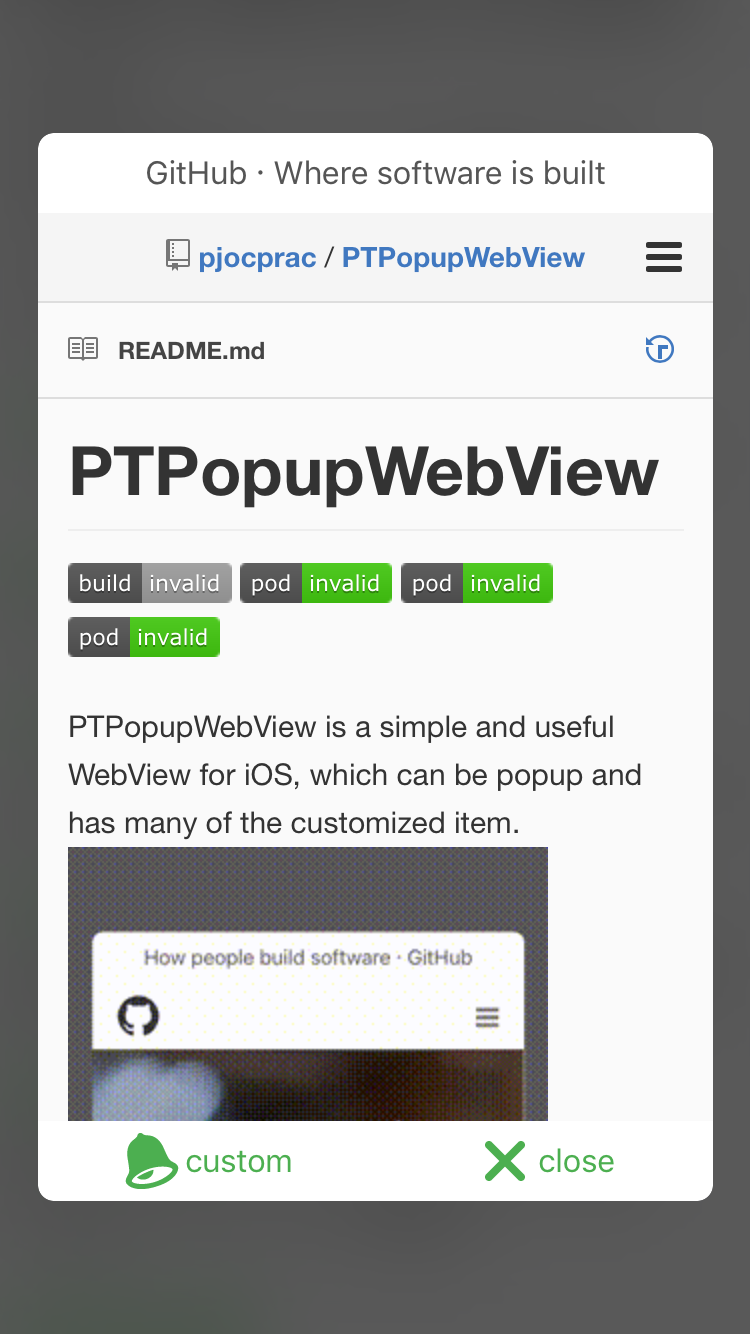 GitHub · Where software is built
pjocprac / PTPopupWebView
README.md
PTPopupWebView
build invalid pod invalid pod invalid
pod invalid
PTPopupWebView is a simple and useful
WebView for iOS, which can be popup and
has many of the customized item.
How people build software · GitHub
custom close